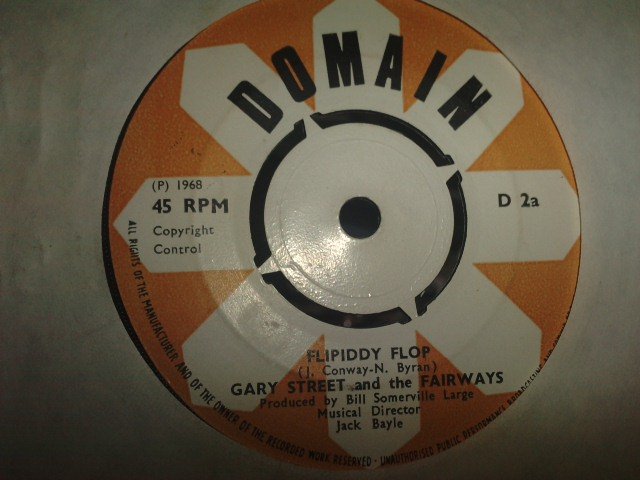 DOMAIN
(P) 1968
45 RPM
D 2a
Copyright
Control
FLIPIDDY FLOP
(J. Conway-N. Byran)
GARY STREET and the FAIRWAYS
Produced by Bill Somerville Large
Musical Director
Jack Bayle
ALL RIGHTS OF THE MANUFACTURER AND OF THE OWNER OF THE RECORDED WORK RESERVED - UNAUTHORISED PUBLIC PERFORMANCE BROADCASTING AND